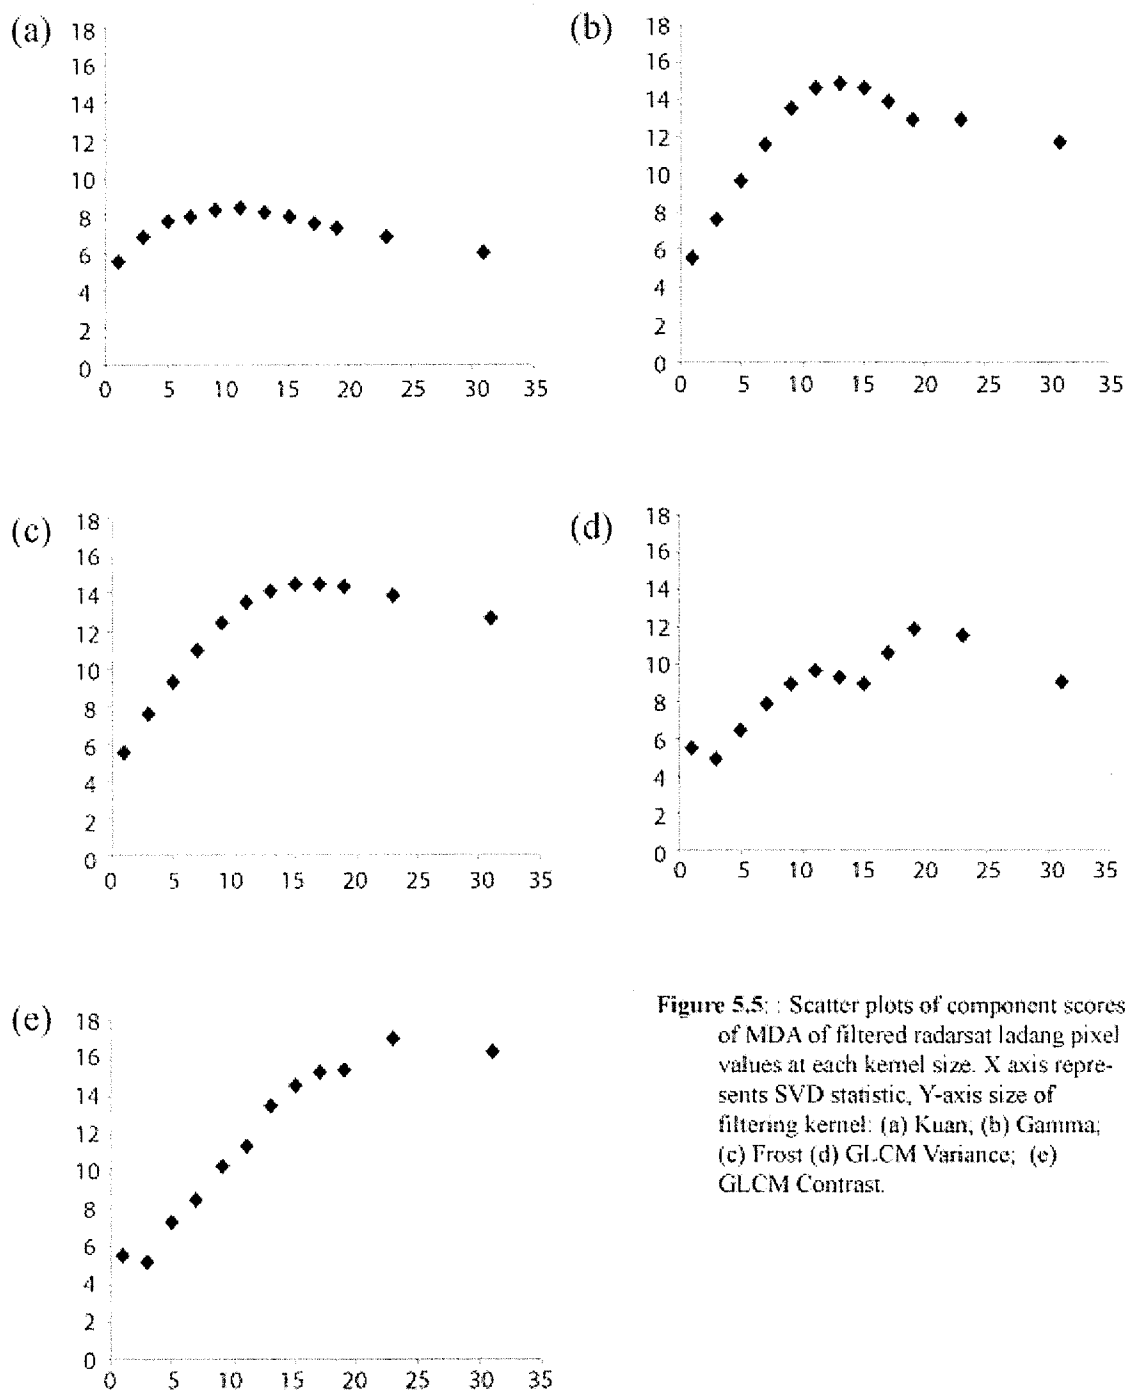 (a)
18
16
14
12
10
8
6
4
2
0
0 5 10 15 20 25 30 35
(b)
18
16
14
12
10
8
6
4
2
0
0 5 10 15 20 25 30 35
(c)
18
16
14
12
10
8
6
4
2
0
0 5 10 15 20 25 30 35
(d)
18
16
14
12
10
8
6
4
2
0
0 5 10 15 20 25 30 35
(e)
18
16
14
12
10
8
6
4
2
0
0 5 10 15 20 25 30 35
Figure 5.5: : Scatter plots of component scores
of MDA of filtered radarsat ladang pixel
values at each kernel size. X axis repre-
sents SVD statistic, Y-axis size of
filtering kernel: (a) Kuan; (b) Gamma;
(c) Frost (d) GLCM Variance; (e)
GLCM Contrast.